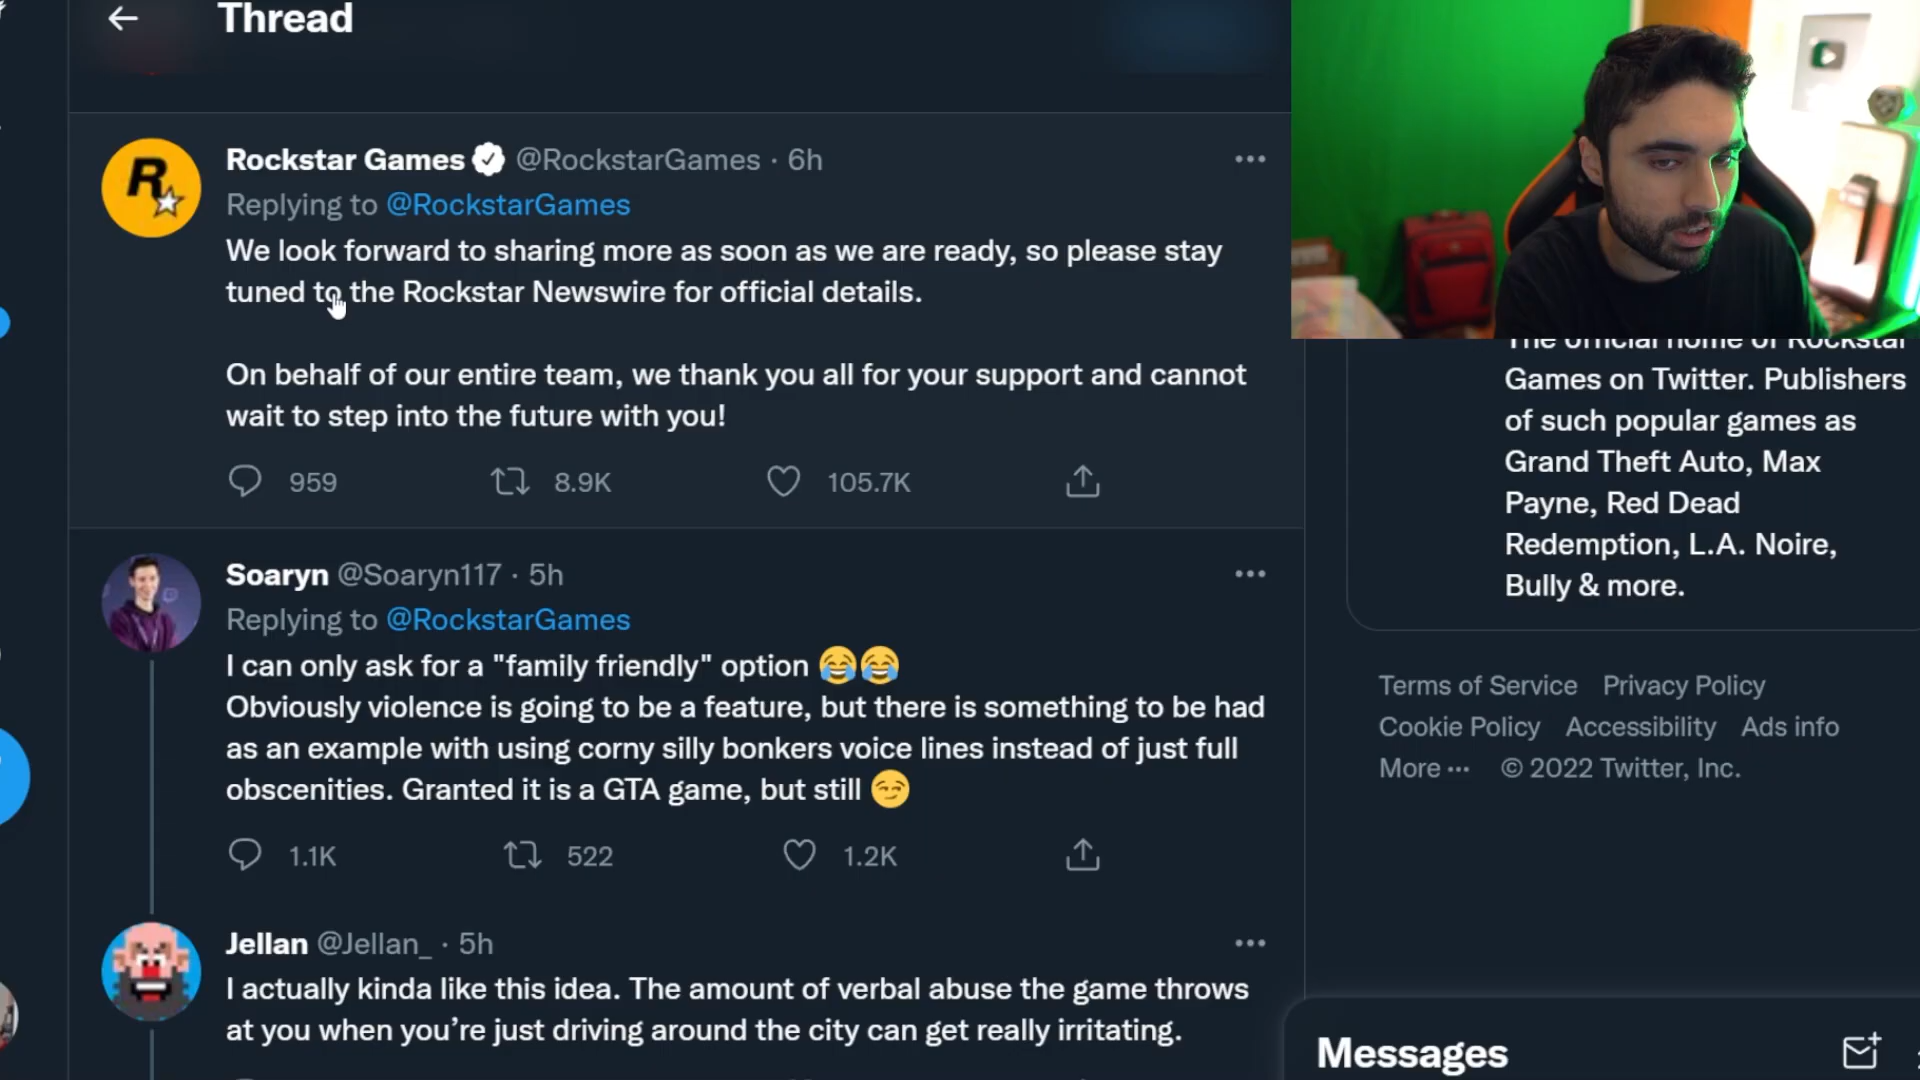 Thread
Rockstar Games @RockstarGames · 6h
Replying to @RockstarGames
We look forward to sharing more as soon as we are ready, so please stay
tuned to the Rockstar Newswire for official details.
On behalf of our entire team, we thank you all for your support and cannot
wait to step into the future with you!
959 8.9K 105.7K
Soaryn @Soaryn117 · 5h
Replying to @RockstarGames
I can only ask for a "family friendly" option 😂😂
Obviously violence is going to be a feature, but there is something to be had
as an example with using corny silly bonkers voice lines instead of just full
obscenities. Granted it is a GTA game, but still 😏
1.1K 522 1.2K
Jellan @Jellan_ · 5h
I actually kinda like this idea. The amount of verbal abuse the game throws
at you when you’re just driving around the city can get really irritating.
The official home of Rockstar
Games on Twitter. Publishers
of such popular games as
Grand Theft Auto, Max
Payne, Red Dead
Redemption, L.A. Noire,
Bully & more.
Terms of Service Privacy Policy
Cookie Policy Accessibility Ads info
More ··· © 2022 Twitter, Inc.
Messages